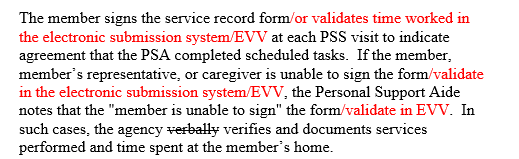 The member signs the service record form/or validates time worked in
the electronic submission system/EVV at each PSS visit to indicate
agreement that the PSA completed scheduled tasks.  If the member,
member's representative, or caregiver is unable to sign the form/validate
in the electronic submission system/EVV, the Personal Support Aide
notes that the "member is unable to sign" the form/validate in EVV.  In
such cases, the agency verbally verifies and documents services
performed and time spent at the member's home.